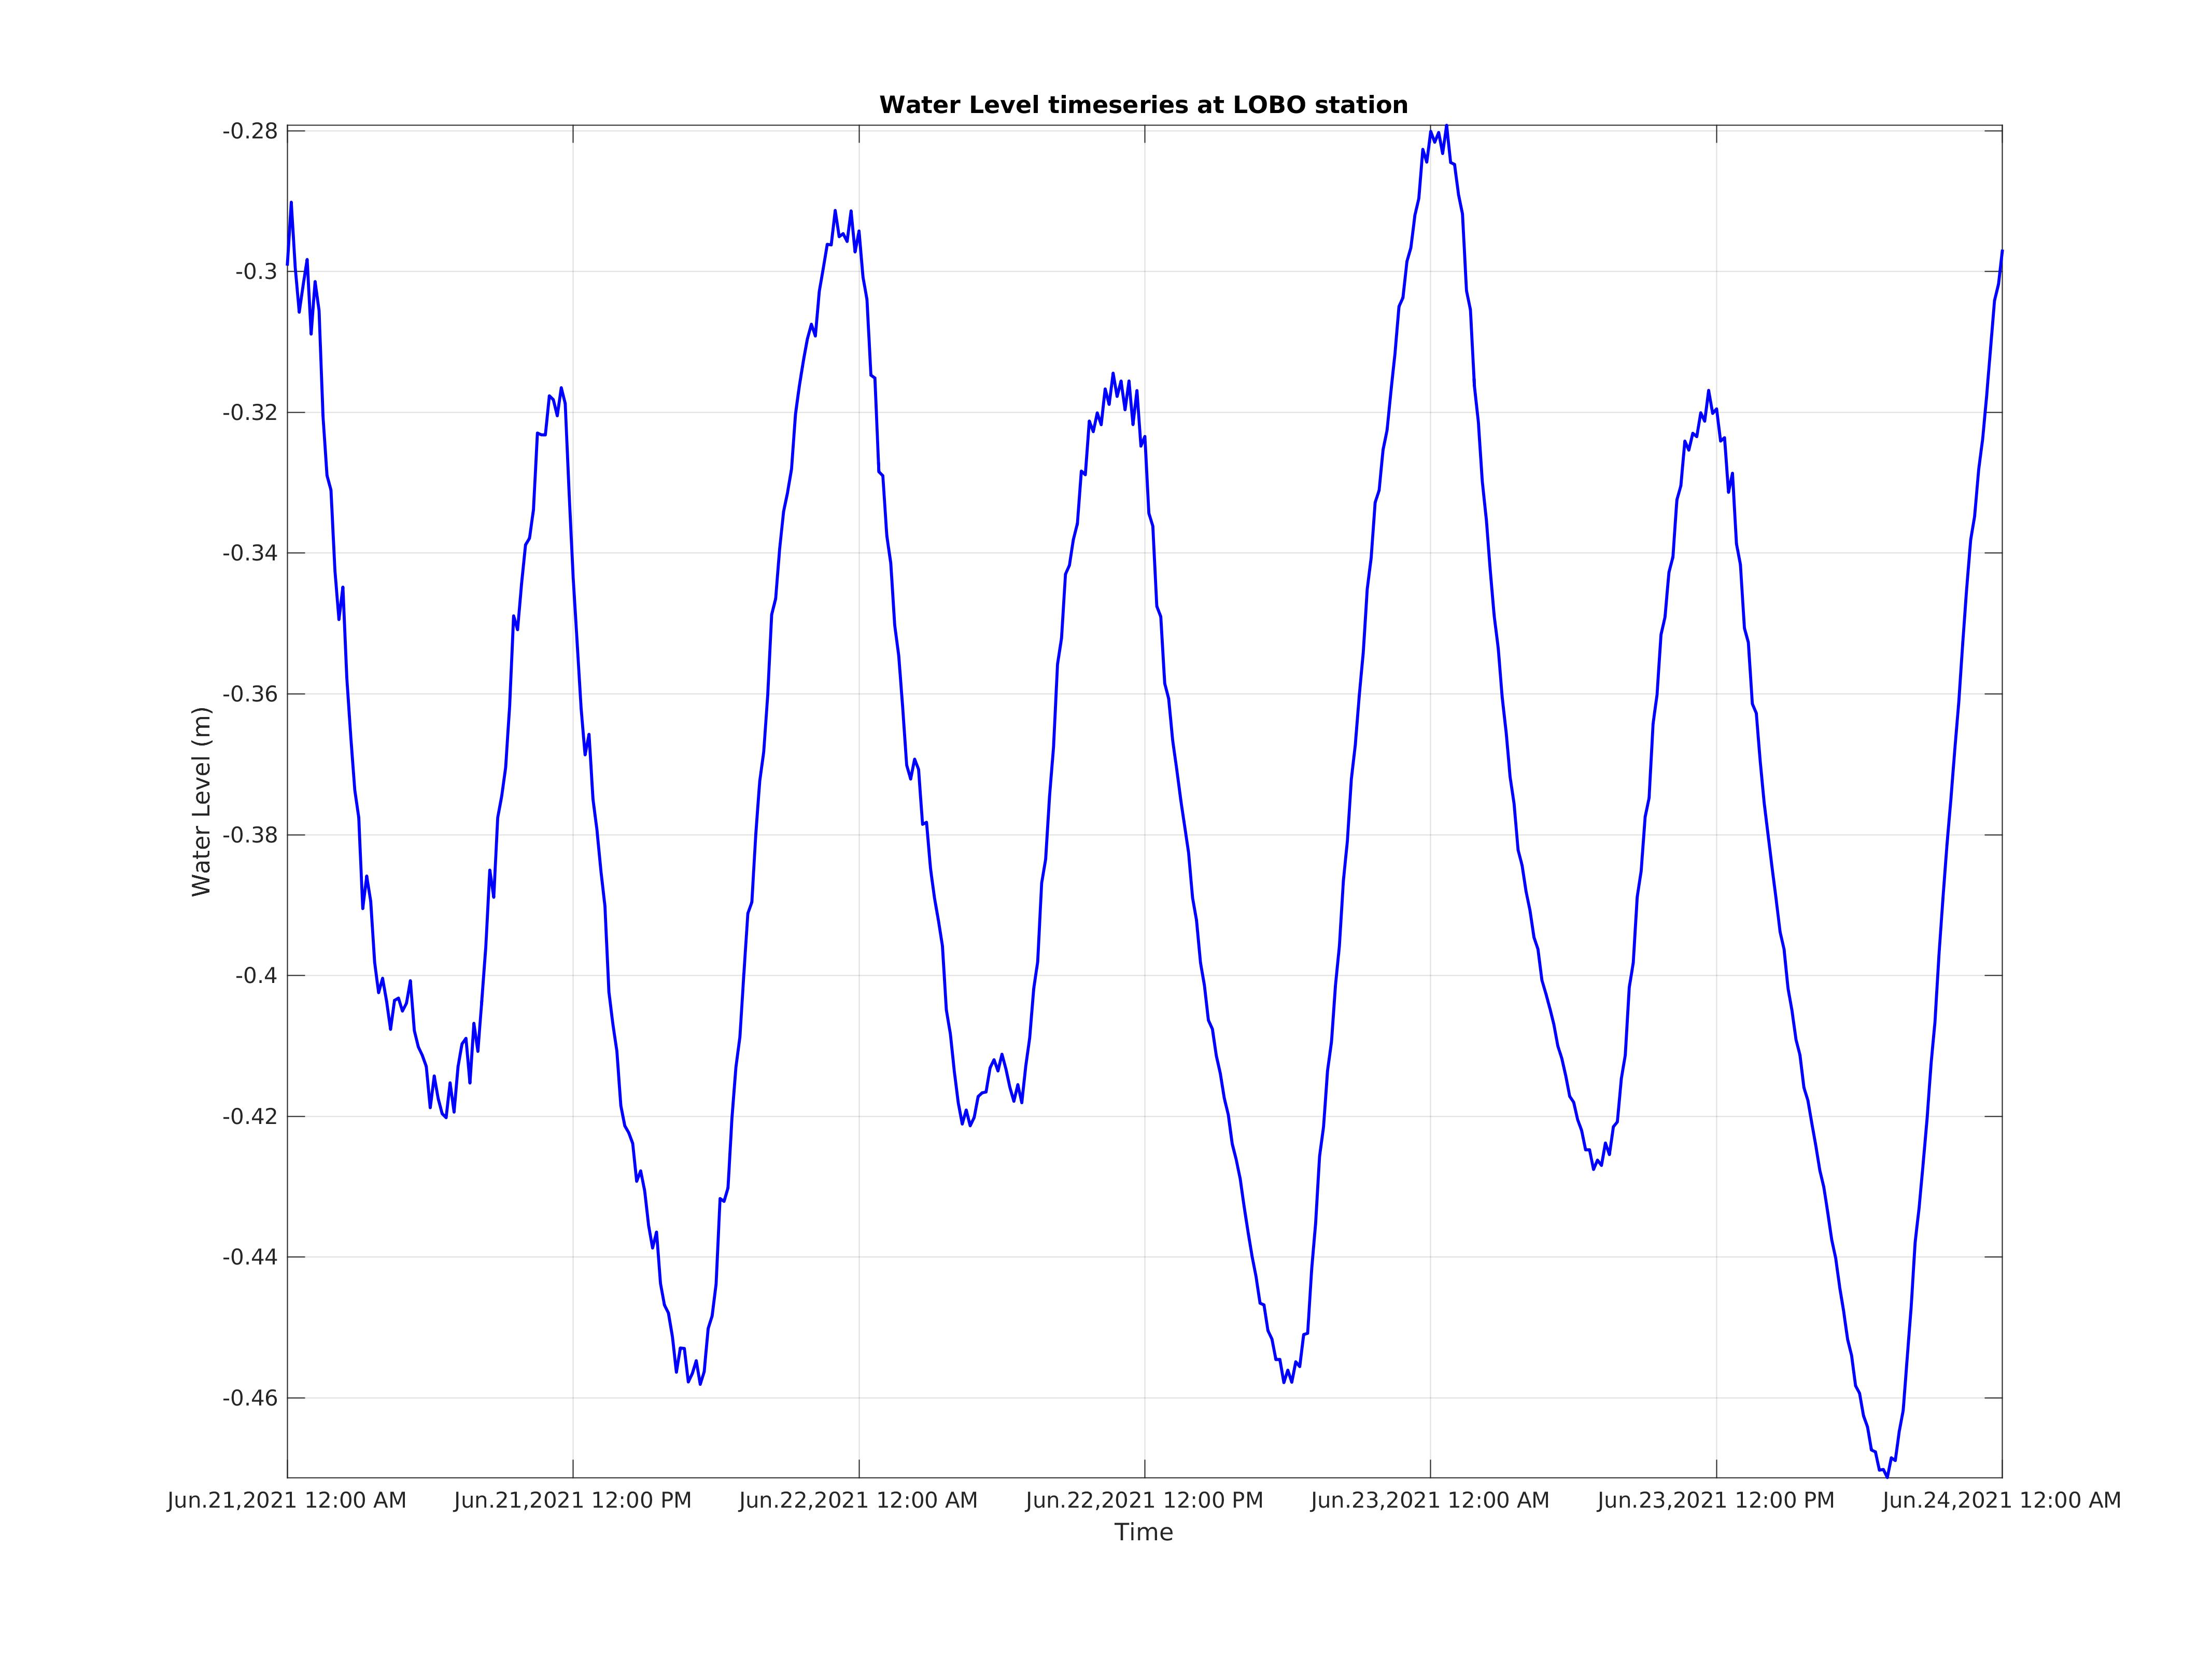 Water Level timeseries at LOBO station
-0.28
-0.3
-0.32
-0.34
-0.36
-0.38
-0.4
-0.42
-0.44
-0.46
Water Level (m)
Jun.21,2021 12:00 AM
Jun.21,2021 12:00 PM
Jun.22,2021 12:00 AM
Jun.22,2021 12:00 PM
Jun.23,2021 12:00 AM
Jun.23,2021 12:00 PM
Jun.24,2021 12:00 AM
Time